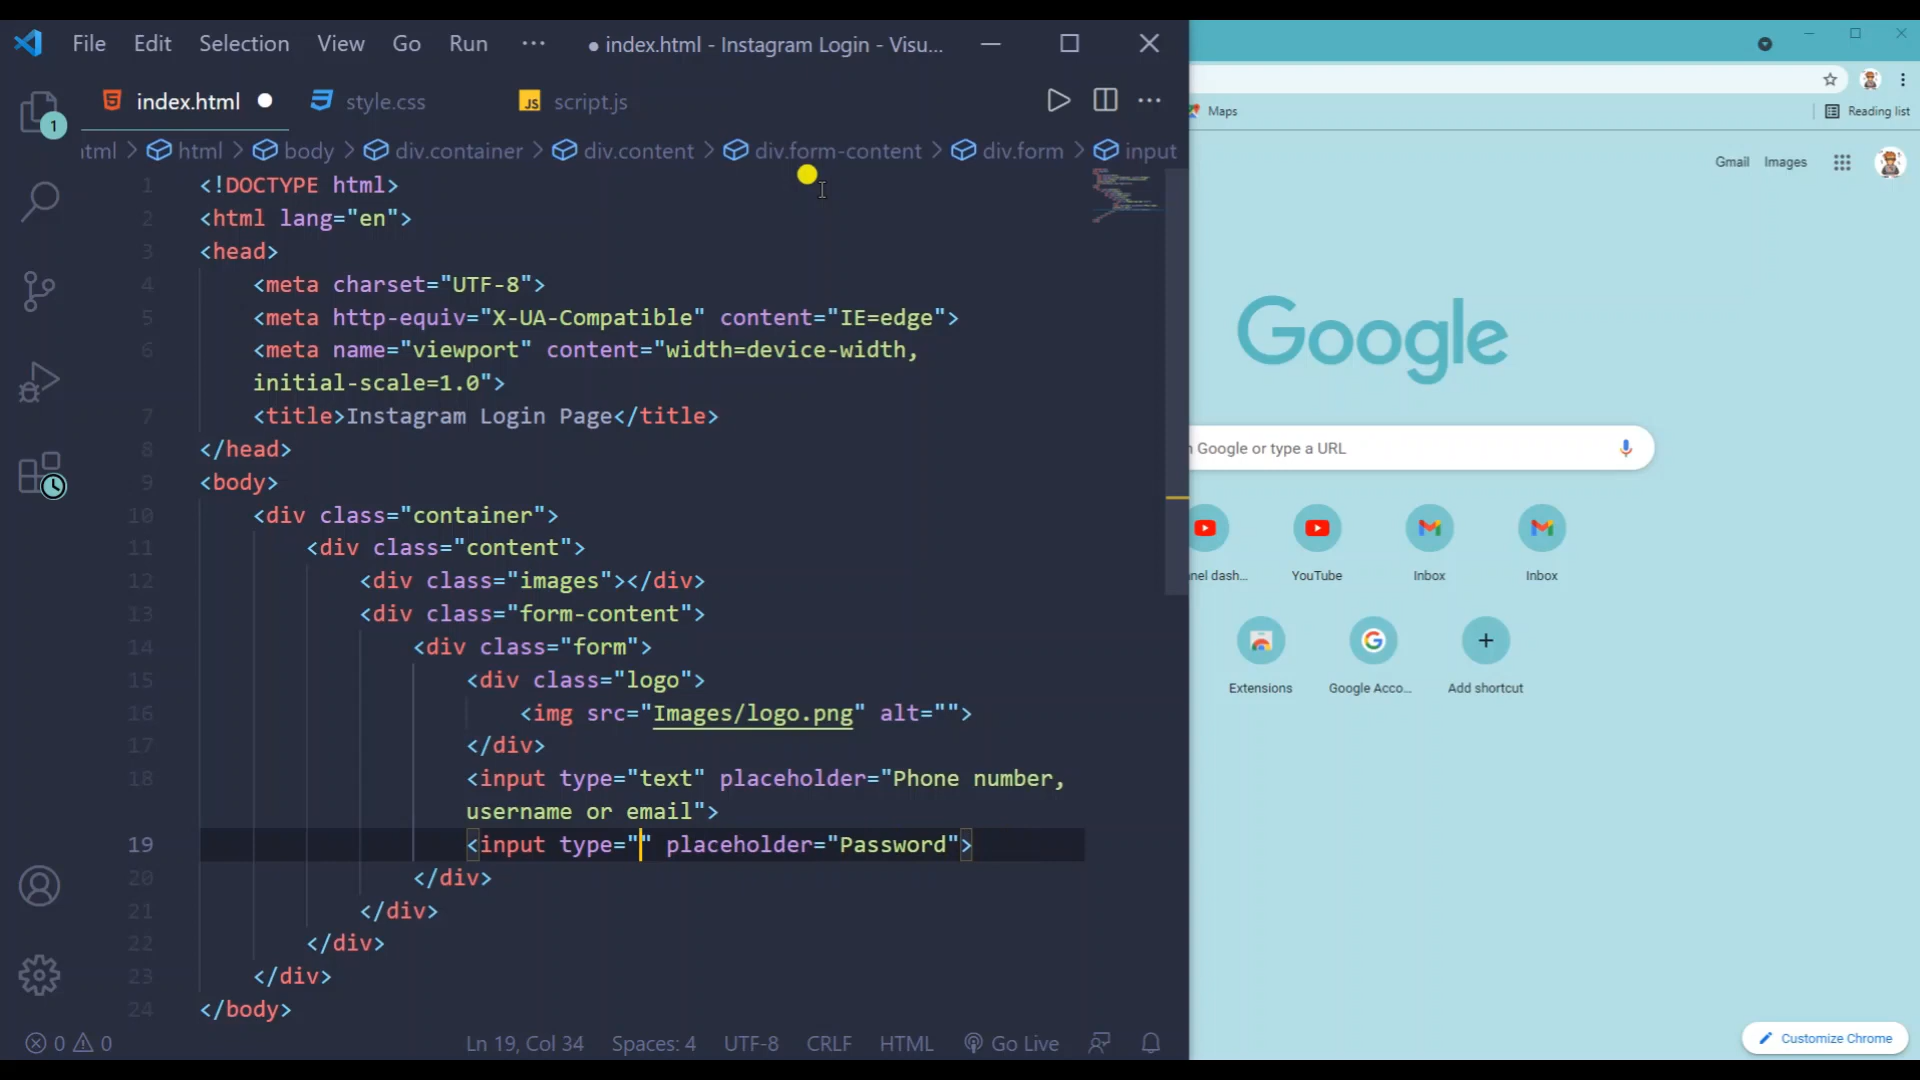 File Edit Selection View Go Run ··· ● index.html - Instagram Login - Visu...
index.html style.css JS script.js
tml > html > body > div.container > div.content > div.form-content > div.form > input
1 <!DOCTYPE html>
2 <html lang="en">
3 <head>
4 <meta charset="UTF-8">
5 <meta http-equiv="X-UA-Compatible" content="IE=edge">
6 <meta name="viewport" content="width=device-width,
initial-scale=1.0">
7 <title>Instagram Login Page</title>
8 </head>
9 <body>
10 <div class="container">
11 <div class="content">
12 <div class="images"></div>
13 <div class="form-content">
14 <div class="form">
15 <div class="logo">
16 <img src="Images/logo.png" alt="">
17 </div>
18 <input type="text" placeholder="Phone number,
username or email">
19 <input type="" placeholder="Password">
20 </div>
21 </div>
22 </div>
23 </div>
24 </body>
1
0 0 Ln 19, Col 34 Spaces: 4 UTF-8 CRLF HTML Go Live
Maps Reading list
Gmail Images
Google
n Google or type a URL
nel dash... YouTube Inbox Inbox
Extensions Google Acco... Add shortcut
Customize Chrome